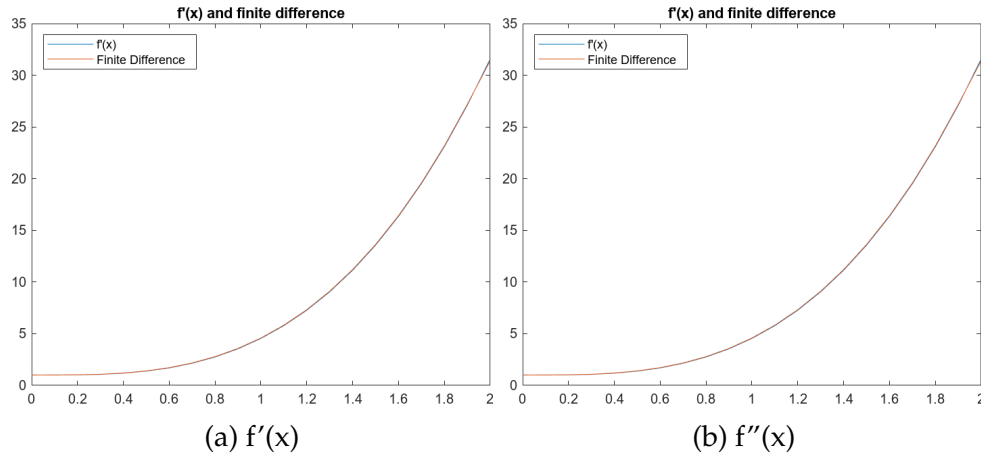 f'(x) and finite difference
35
30
25
20
15
10
5
0
f'(x)
Finite Difference
0 0.2 0.4 0.6 0.8 1 1.2 1.4 1.6 1.8 2
(a) f′(x)
f'(x) and finite difference
35
30
25
20
15
10
5
0
f'(x)
Finite Difference
0 0.2 0.4 0.6 0.8 1 1.2 1.4 1.6 1.8 2
(b) f″(x)